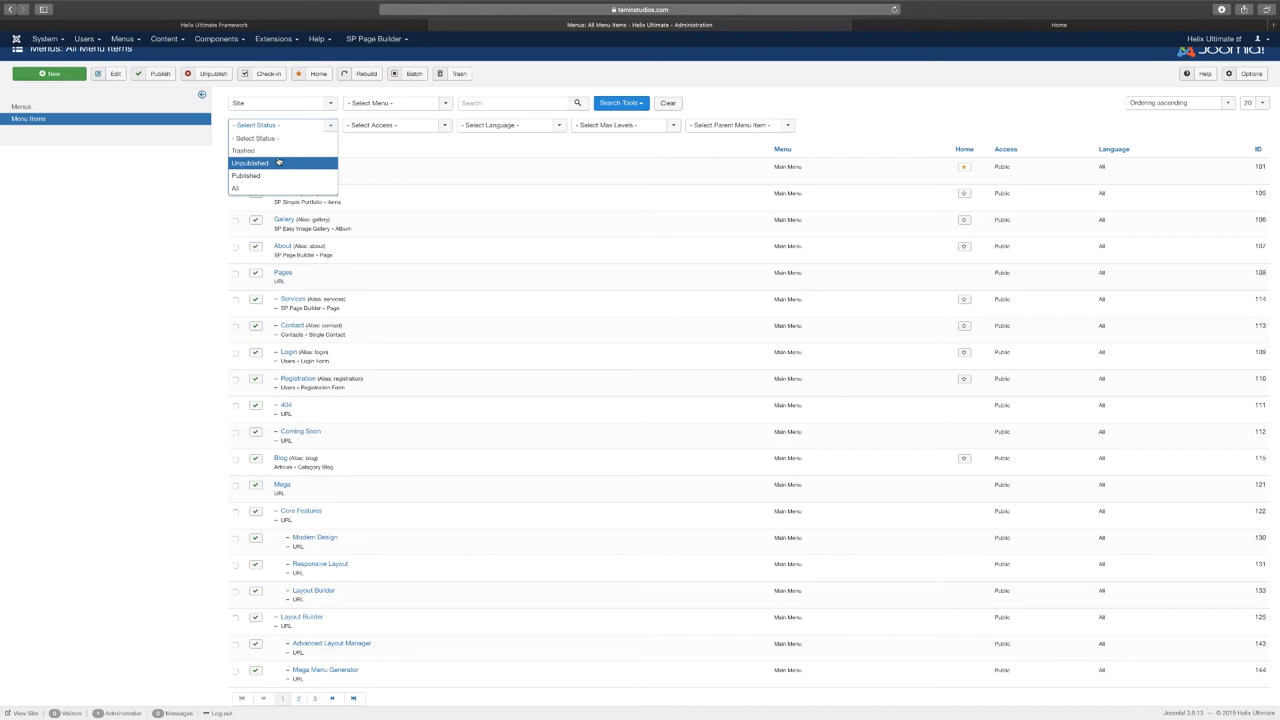 taminstudios.com
Helix Ultimate Framework
Menus: All Menu Items - Helix Ultimate - Administration
Home
System
Users
Menus
Content
Components
Extensions
Help
SP Page Builder
Helix Ultimate
Menus: All Menu Items
Joomla!
New
Edit
Publish
Unpublish
Check-in
Home
Rebuild
Batch
Trash
Help
Options
Menus
Menu Items
Site
- Select Menu -
Search
Search Tools
Clear
Ordering ascending
20
- Select Status -
- Select Access -
- Select Language -
- Select Max Levels -
- Select Parent Menu Item -
- Select Status -
Trashed
Unpublished
Published
All
Menu
Home
Access
Language
ID
Main Menu
Public
All
101
Main Menu
Public
All
105
SP Simple Portfolio » Items
Gallery (Alias: gallery)
Main Menu
Public
All
106
SP Easy Image Gallery » Album
About (Alias: about)
Main Menu
Public
All
107
SP Page Builder » Page
Pages
Main Menu
Public
All
108
URL
– Services (Alias: services)
Main Menu
Public
All
114
– SP Page Builder » Page
– Contact (Alias: contact)
Main Menu
Public
All
113
– Contacts » Single Contact
– Login (Alias: login)
Main Menu
Public
All
109
– Users » Login Form
– Registration (Alias: registration)
Main Menu
Public
All
110
– Users » Registration Form
– 404
Main Menu
Public
All
111
– URL
– Coming Soon
Main Menu
Public
All
112
– URL
Blog (Alias: blog)
Main Menu
Public
All
115
Articles » Category Blog
Mega
Main Menu
Public
All
121
URL
– Core Features
Main Menu
Public
All
122
– URL
– Modern Design
Main Menu
Public
All
130
– URL
– Responsive Layout
Main Menu
Public
All
131
– URL
– Layout Builder
Main Menu
Public
All
133
– URL
– Layout Builder
Main Menu
Public
All
125
– URL
– Advanced Layout Manager
Main Menu
Public
All
143
– URL
– Mega Menu Generator
Main Menu
Public
All
144
– URL
1
2
3
View Site
0 Visitors
1 Administrator
0 Messages
Log out
Joomla! 3.9.13 — © 2019 Helix Ultimate